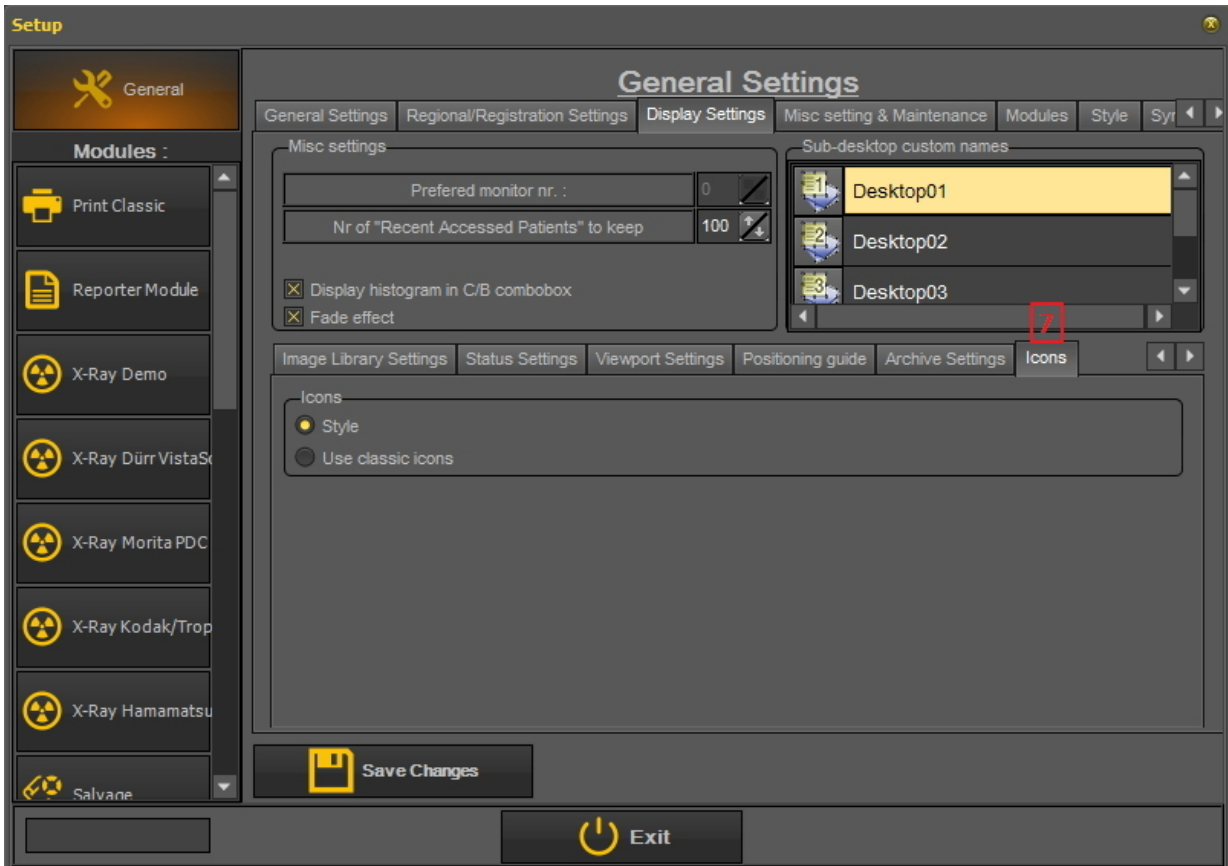 Setup
General
Modules :
Print Classic
Reporter Module
X-Ray Demo
X-Ray Dürr VistaSc
X-Ray Morita PDC
X-Ray Kodak/Trop
X-Ray Hamamatsu
Salvage
General Settings
General Settings Regional/Registration Settings Display Settings Misc setting & Maintenance Modules Style Syr
Misc settings
Prefered monitor nr. : 0
Nr of "Recent Accessed Patients" to keep 100
Display histogram in C/B combobox
Fade effect
Sub-desktop custom names
1 Desktop01
2 Desktop02
3 Desktop03
7
Image Library Settings Status Settings Viewport Settings Positioning guide Archive Settings Icons
Icons
Style
Use classic icons
Save Changes
Exit